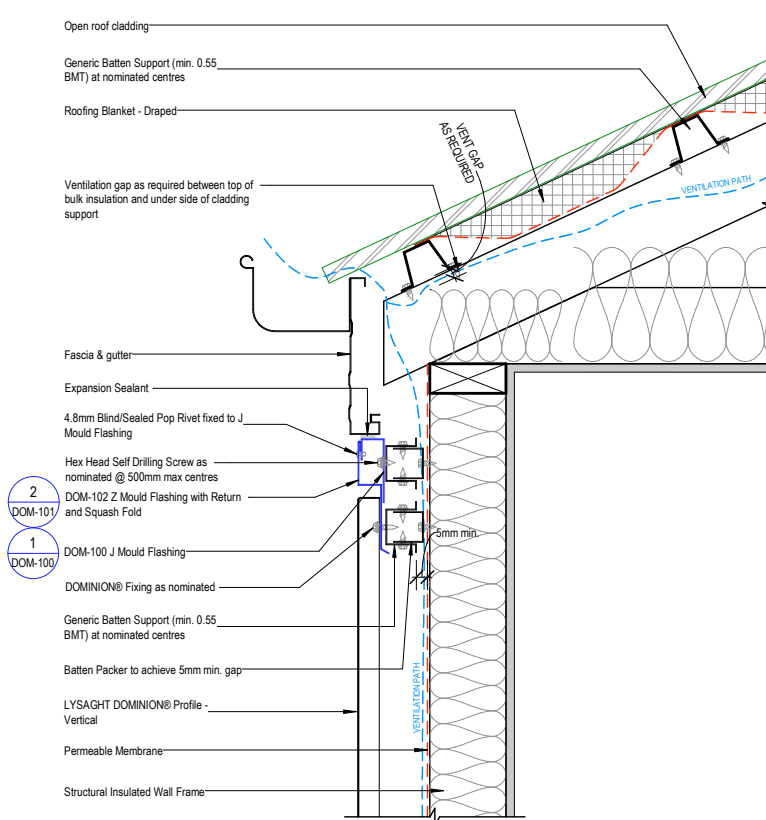 Open roof cladding
Generic Batten Support (min. 0.55
BMT) at nominated centres
Roofing Blanket - Draped
VENT GAP
AS REQUIRED
VENTILATION PATH
Ventilation gap as required between top of
bulk insulation and under side of cladding
support
Fascia & gutter
Expansion Sealant
4.8mm Blind/Sealed Pop Rivet fixed to J
Mould Flashing
Hex Head Self Drilling Screw as
nominated @ 500mm max centres
2
DOM-101
DOM-102 Z Mould Flashing with Return
and Squash Fold
5mm min.
1
DOM-100
DOM-100 J Mould Flashing
DOMINION® Fixing as nominated
Generic Batten Support (min. 0.55
BMT) at nominated centres
Batten Packer to achieve 5mm min. gap
VENTILATION PATH
LYSAGHT DOMINION® Profile -
Vertical
Permeable Membrane
Structural Insulated Wall Frame